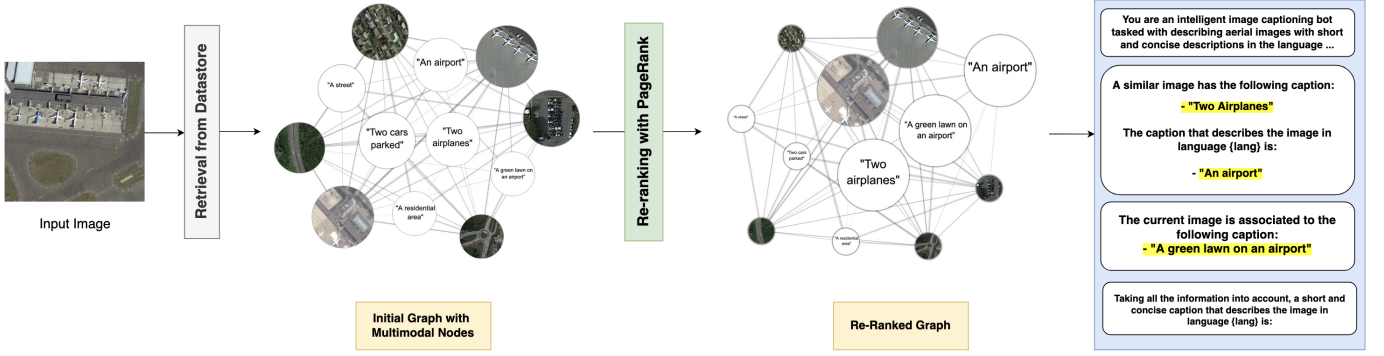 Input Image
Retrieval from Datastore
"An airport"
"A street"
"Two cars
parked"
"Two
airplanes"
"A green lawn on
an airport"
"A residential
area"
Initial Graph with
Multimodal Nodes
Re-ranking with PageRank
"An airport"
"A street"
"A green lawn on
an airport"
"Two cars
parked"
"Two
airplanes"
"A residential
area"
Re-Ranked Graph
You are an intelligent image captioning bot
tasked with describing aerial images with short
and concise descriptions in the language ...
A similar image has the following caption:
- "Two Airplanes"
The caption that describes the image in
language {lang} is:
- "An airport"
The current image is associated to the
following caption:
- "A green lawn on an airport"
Taking all the information into account, a short and
concise caption that describes the image in
language {lang} is: